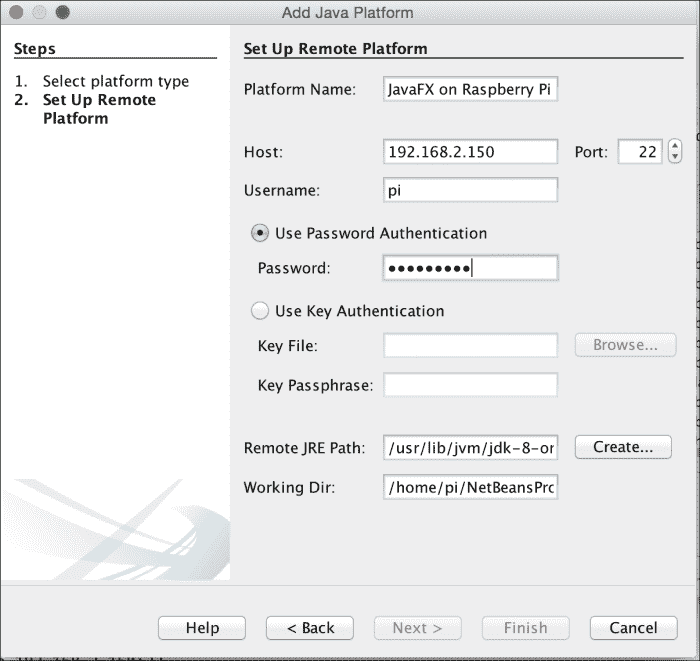 Add Java Platform
Steps
1. Select platform type
2. Set Up Remote
Platform
Set Up Remote Platform
Platform Name: JavaFX on Raspberry Pi
Host: 192.168.2.150 Port: 22
Username: pi
Use Password Authentication
Password: •••••••••
Use Key Authentication
Key File: Browse...
Key Passphrase:
Remote JRE Path: /usr/lib/jvm/jdk-8-or Create...
Working Dir: /home/pi/NetBeansPro
Help < Back Next > Finish Cancel